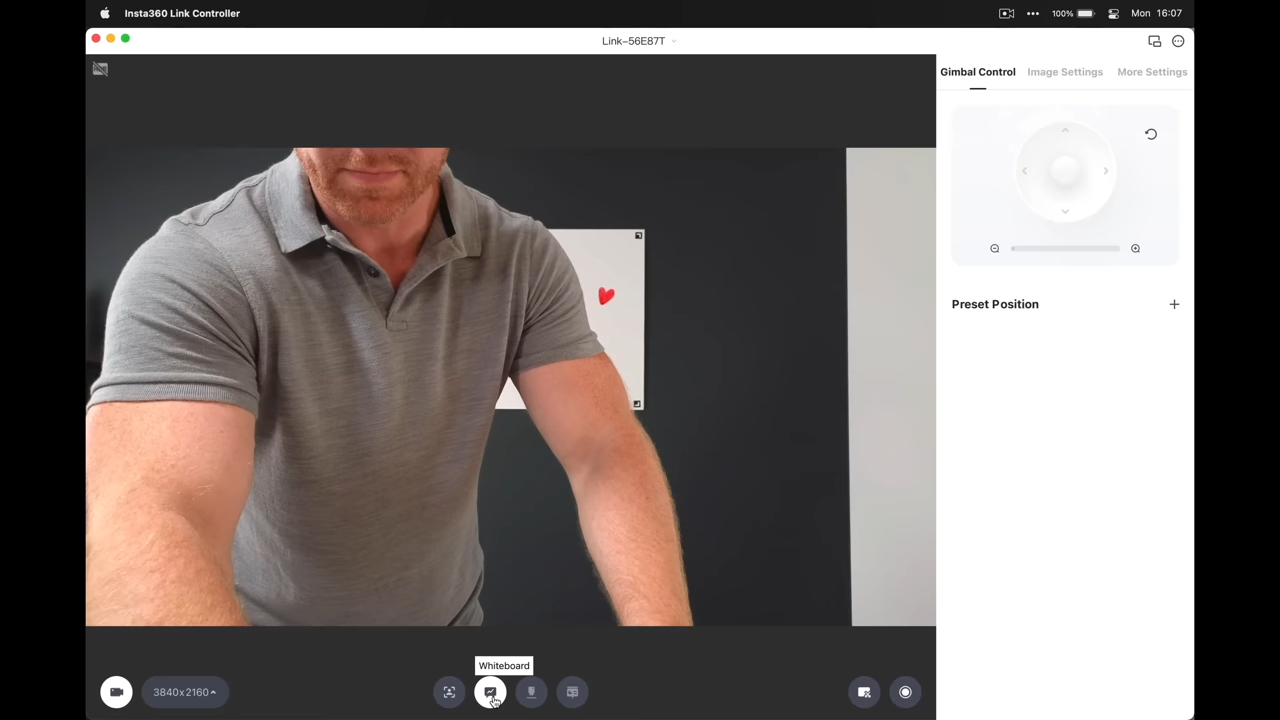 Insta360 Link Controller
100%
Mon 16:07
Link-56E87T
Gimbal Control
Image Settings
More Settings
Preset Position
Whiteboard
3840x2160